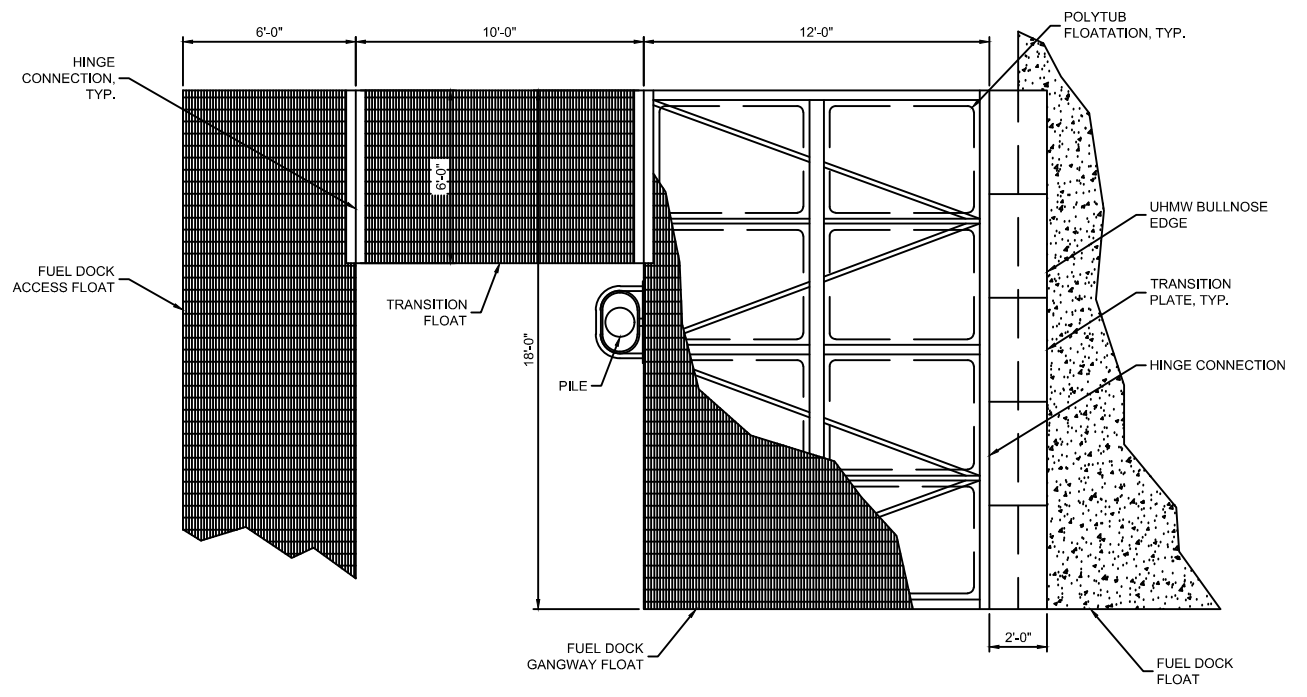 6'-0"
10'-0"
12'-0"
POLYTUB
FLOATATION, TYP.
HINGE
CONNECTION,
TYP.
6'-0"
UHMW BULLNOSE
EDGE
FUEL DOCK
ACCESS FLOAT
TRANSITION
FLOAT
TRANSITION
PLATE, TYP.
18'-0"
HINGE CONNECTION
PILE
FUEL DOCK
GANGWAY FLOAT
2'-0"
FUEL DOCK
FLOAT